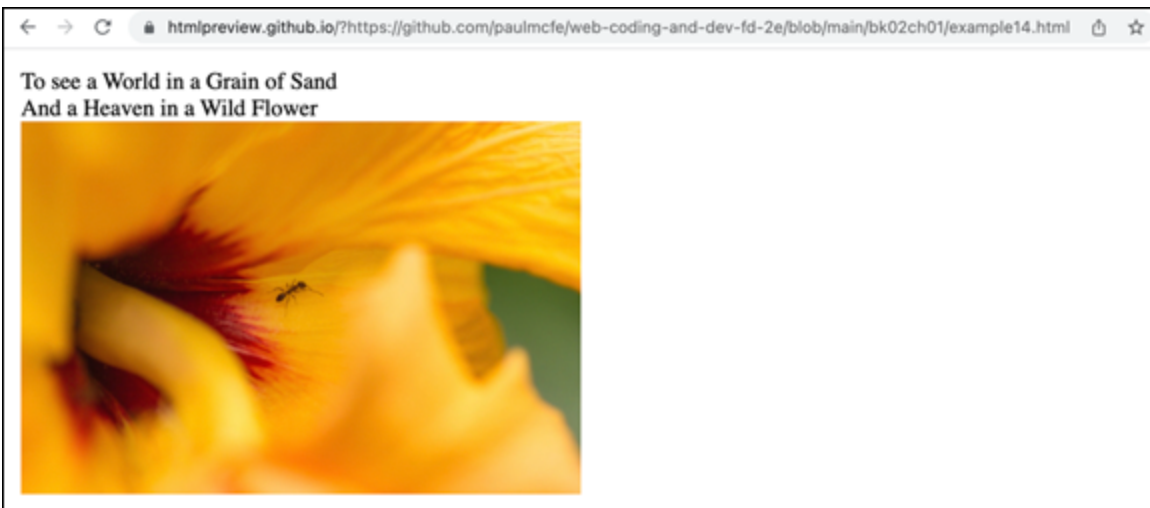 htmlpreview.github.io/?https://github.com/paulmcfe/web-coding-and-dev-fd-2e/blob/main/bk02ch01/example14.html
To see a World in a Grain of Sand
And a Heaven in a Wild Flower